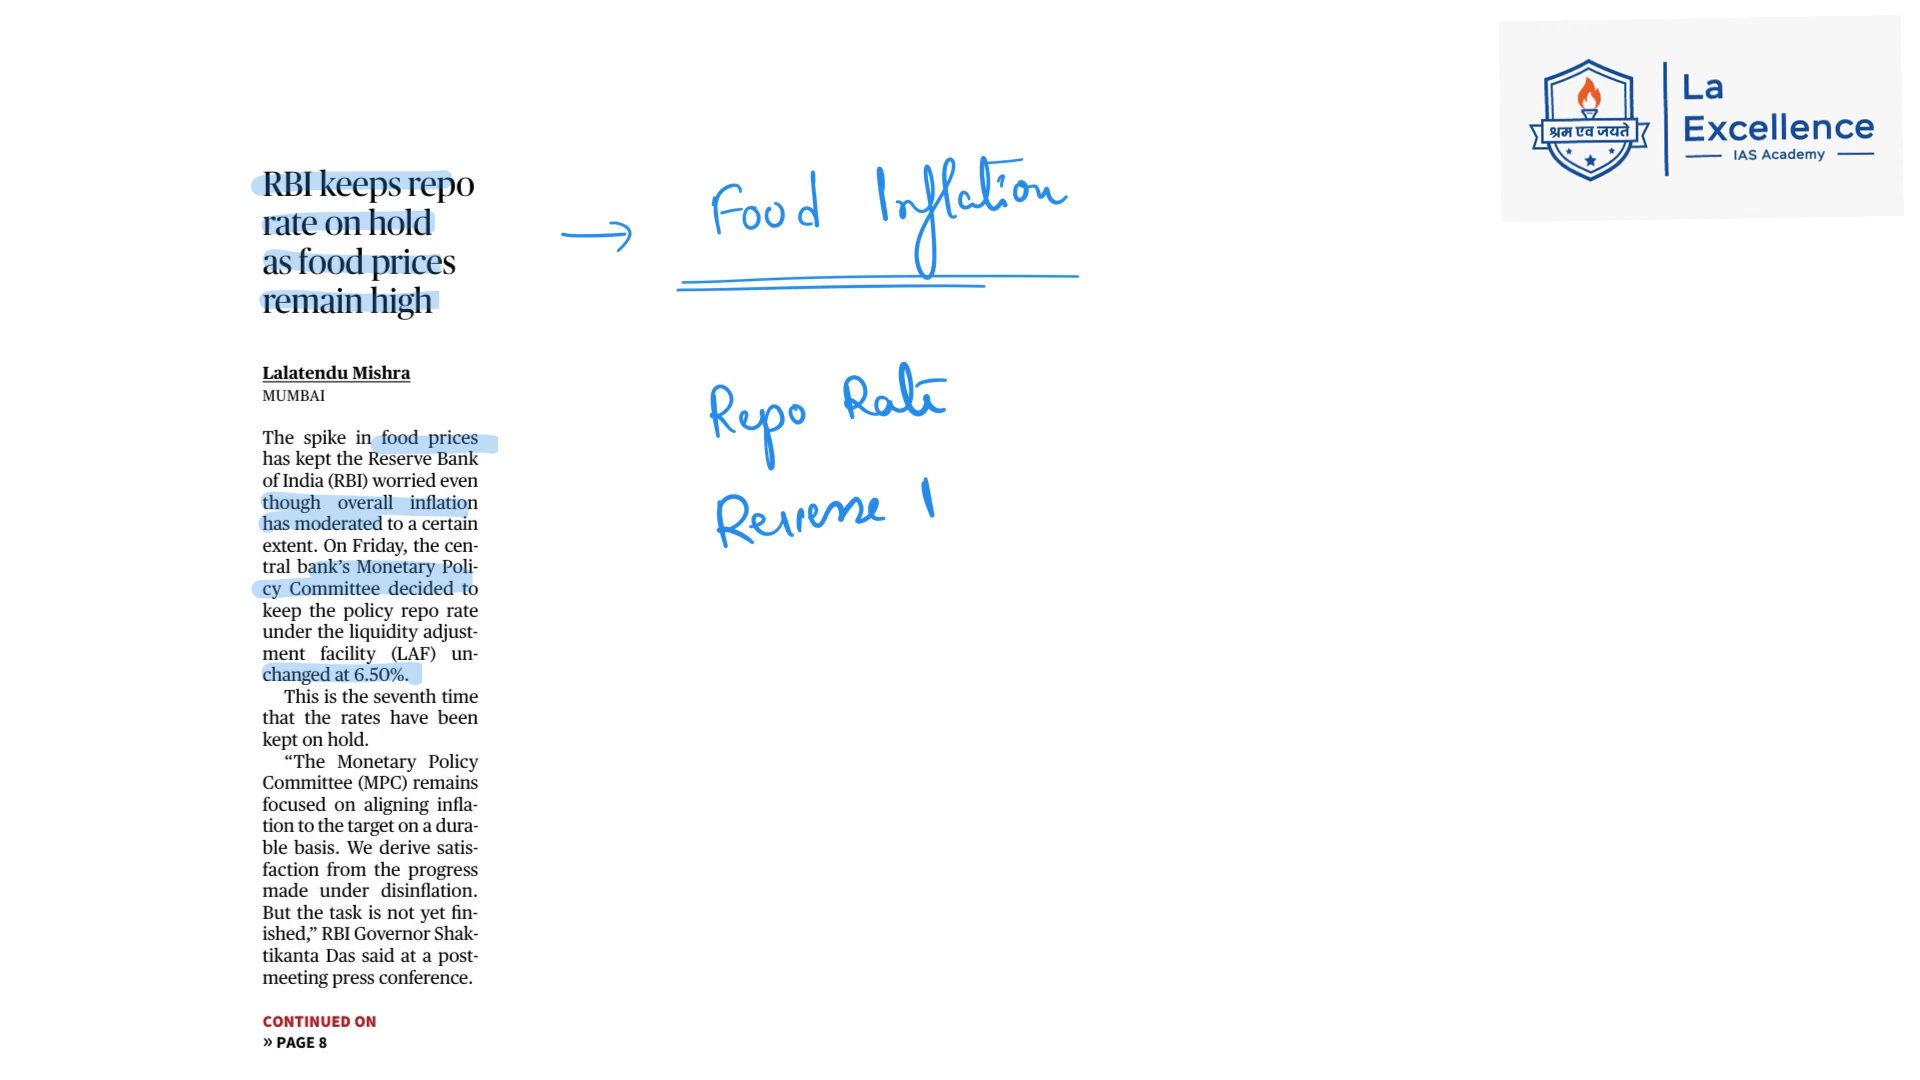 RBI keeps repo
rate on hold
as food prices
remain high
Lalatendu Mishra
MUMBAI
The spike in food prices
has kept the Reserve Bank
of India (RBI) worried even
though overall inflation
has moderated to a certain
extent. On Friday, the cen-
tral bank’s Monetary Poli-
cy Committee decided to
keep the policy repo rate
under the liquidity adjust-
ment facility (LAF) un-
changed at 6.50%.
This is the seventh time
that the rates have been
kept on hold.
“The Monetary Policy
Committee (MPC) remains
focused on aligning infla-
tion to the target on a dura-
ble basis. We derive satis-
faction from the progress
made under disinflation.
But the task is not yet fin-
ished,” RBI Governor Shak-
tikanta Das said at a post-
meeting press conference.
CONTINUED ON
» PAGE 8
Food Inflation
Repo Rate
Reverse
श्रम एव जयते
La
Excellence
IAS Academy